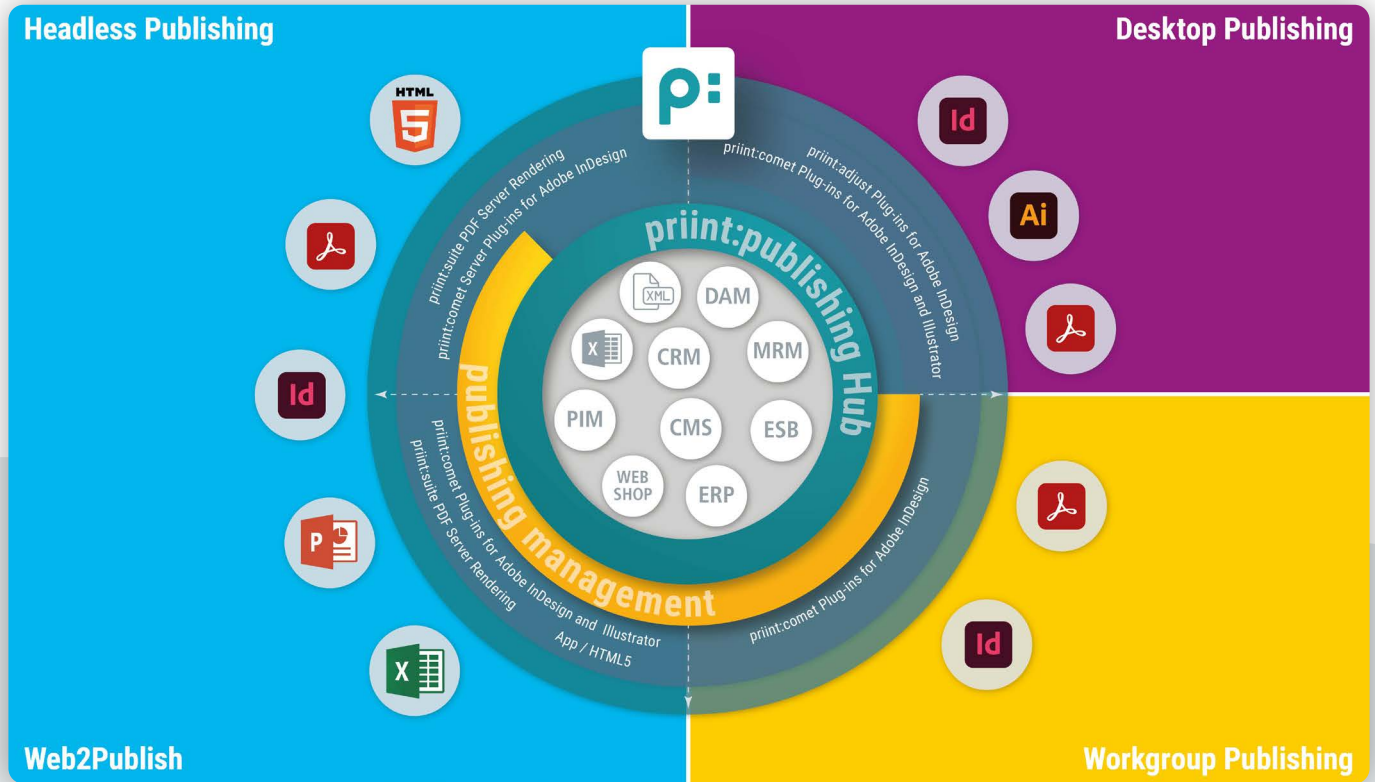 Headless Publishing
Desktop Publishing
p:
HTML
5
Id
Ai
Id
P
X
Id
priint:suite PDF Server Rendering
priint:comet Server Plug-ins for Adobe InDesign
priint:adjust Plug-ins for Adobe InDesign
priint:comet Plug-ins for Adobe InDesign and Illustrator
priint:publishing Hub
XML
DAM
X
CRM
MRM
PIM
CMS
ESB
WEB
SHOP
ERP
publishing management
priint:comet Plug-ins for Adobe InDesign and Illustrator
priint:suite PDF Server Rendering
App / HTML5
priint:comet Plug-ins for Adobe InDesign
Web2Publish
Workgroup Publishing